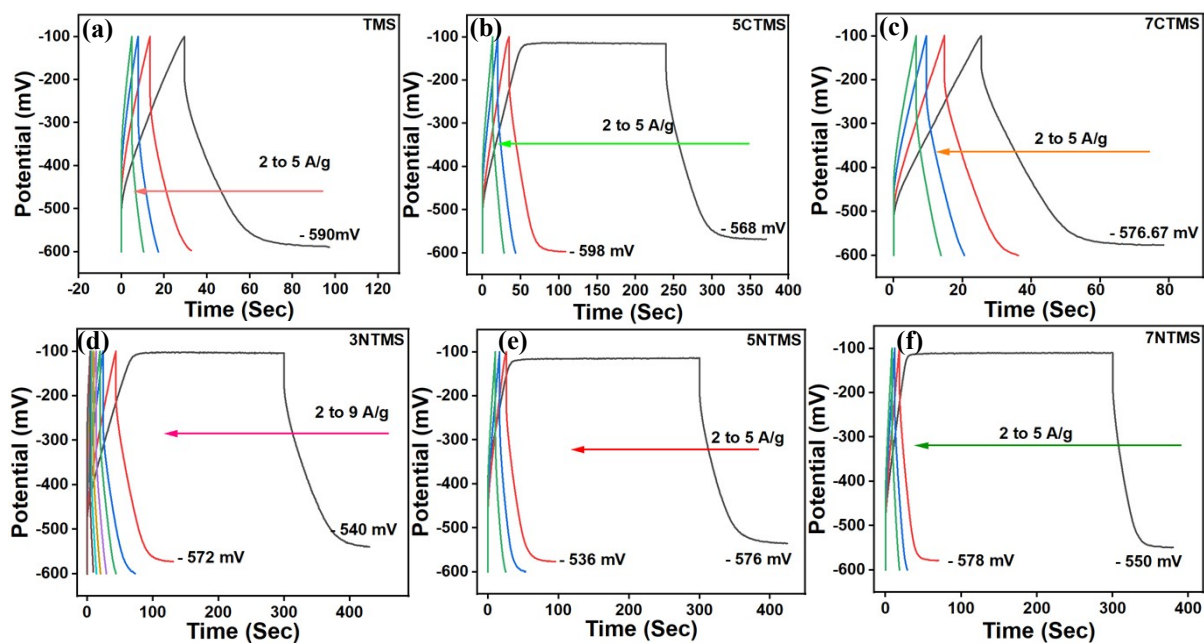 (a)
TMS
-100
-200
-300
-400
-500
-600
Potential (mV)
2 to 5 A/g
- 590mV
-20
0
20
40
60
80
100
120
Time (Sec)
(b)
5CTMS
-100
-200
-300
-400
-500
-600
Potential (mV)
2 to 5 A/g
- 598 mV
- 568 mV
0
50
100
150
200
250
300
350
400
Time (Sec)
(c)
7CTMS
-100
-200
-300
-400
-500
-600
Potential (mV)
2 to 5 A/g
- 576.67 mV
0
20
40
60
80
Time (Sec)
(d)
3NTMS
-100
-200
-300
-400
-500
-600
Potential (mV)
2 to 9 A/g
- 540 mV
- 572 mV
0
100
200
300
400
Time (Sec)
(e)
5NTMS
-100
-200
-300
-400
-500
-600
Potential (mV)
2 to 5 A/g
- 536 mV
- 576 mV
0
100
200
300
400
Time (Sec)
(f)
7NTMS
-100
-200
-300
-400
-500
-600
Potential (mV)
2 to 5 A/g
- 578 mV
- 550 mV
0
100
200
300
400
Time (Sec)